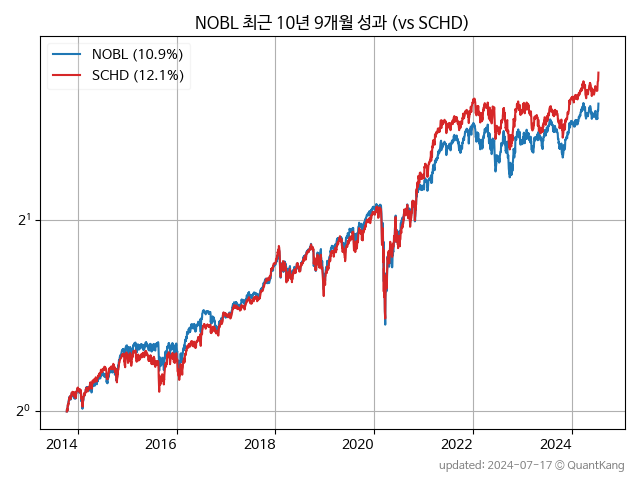 NOBL 최근 10년 9개월 성과 (vs SCHD)
NOBL (10.9%)
SCHD (12.1%)
2¹
2⁰
2014 2016 2018 2020 2022 2024
updated: 2024-07-17 © QuantKang